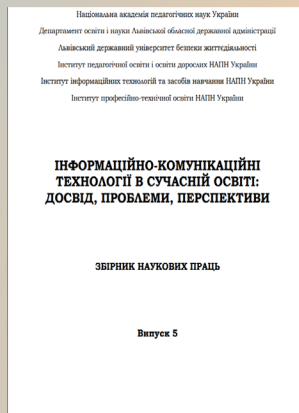 Національна академія педагогічних наук України
Департамент освіти і науки Львівської обласної державної адміністрації
Львівський державний університет безпеки життєдіяльності
Інститут педагогічної освіти і освіти дорослих НАПН України
Інститут інформаційних технологій та засобів навчання НАПН України
Інститут професійно-технічної освіти НАПН України
ІНФОРМАЦІЙНО-КОМУНІКАЦІЙНІ
ТЕХНОЛОГІЇ В СУЧАСНІЙ ОСВІТІ:
ДОСВІД, ПРОБЛЕМИ, ПЕРСПЕКТИВИ
ЗБІРНИК НАУКОВИХ ПРАЦЬ
Випуск 5